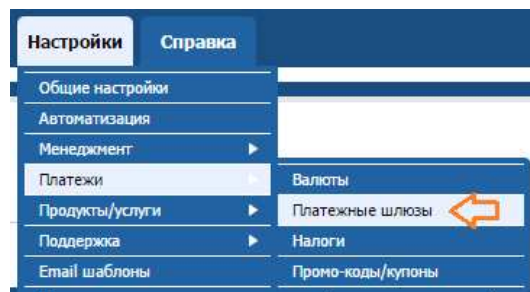 Настройки Справка
Общие настройки
Автоматизация
Менеджмент
Платежи Валюты
Продукты/услуги Платежные шлюзы
Поддержка Налоги
Email шаблоны Промо-коды/купоны